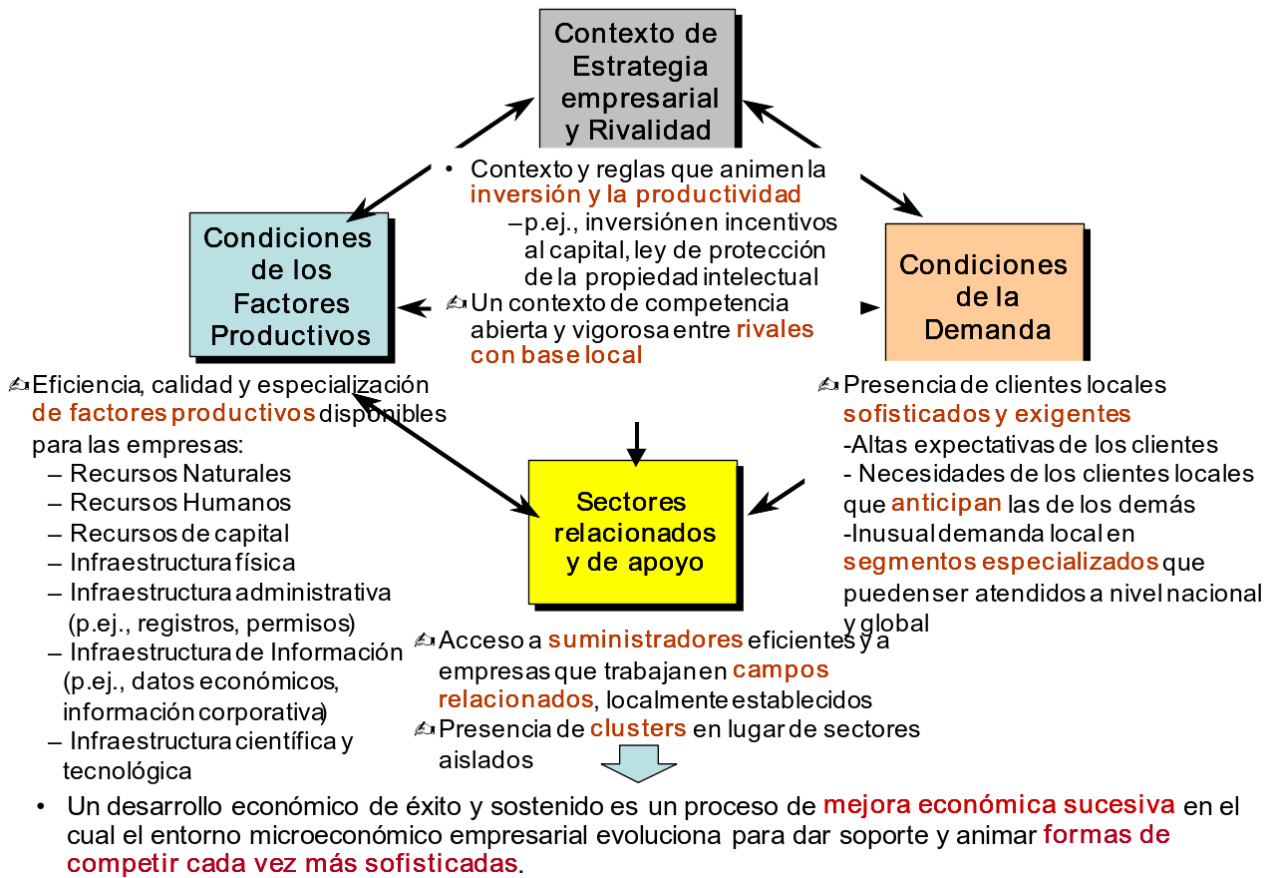 Contexto de
Estrategia
empresarial
y Rivalidad
• Contexto y reglas que animen la
inversión y la productividad
–p.ej., inversión en incentivos
al capital, ley de protección
de la propiedad intelectual
✍Un contexto de competencia
abierta y vigorosa entre rivales
con base local
Condiciones
de los
Factores
Productivos
✍Eficiencia, calidad y especialización
de factores productivos disponibles
para las empresas:
– Recursos Naturales
– Recursos Humanos
– Recursos de capital
– Infraestructura física
– Infraestructura administrativa
(p.ej., registros, permisos)
– Infraestructura de Información
(p.ej., datos económicos,
información corporativa)
– Infraestructura científica y
tecnológica
Condiciones
de la
Demanda
✍Presencia de clientes locales
sofisticados y exigentes
-Altas expectativas de los clientes
- Necesidades de los clientes locales
que anticipan las de los demás
-Inusual demanda local en
segmentos especializados que
pueden ser atendidos a nivel nacional
y global
Sectores
relacionados
y de apoyo
✍Acceso a suministradores eficientes y a
empresas que trabajan en campos
relacionados, localmente establecidos
✍Presencia de clusters en lugar de sectores
aislados
• Un desarrollo económico de éxito y sostenido es un proceso de mejora económica sucesiva en el
cual el entorno microeconómico empresarial evoluciona para dar soporte y animar formas de
competir cada vez más sofisticadas.